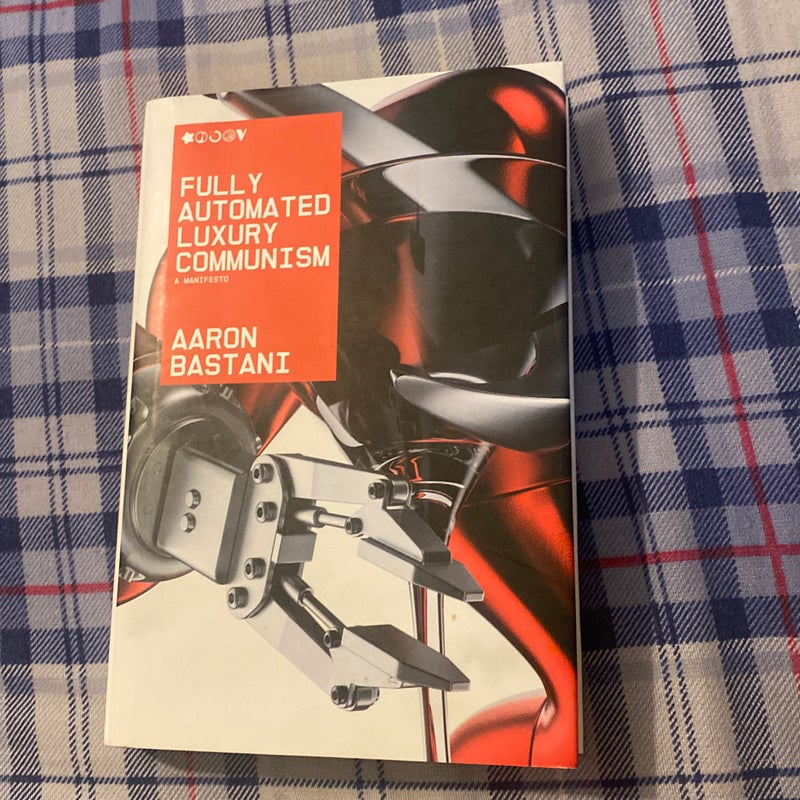 FULLY
AUTOMATED
LUXURY
COMMUNISM
A MANIFESTO
AARON
BASTANI